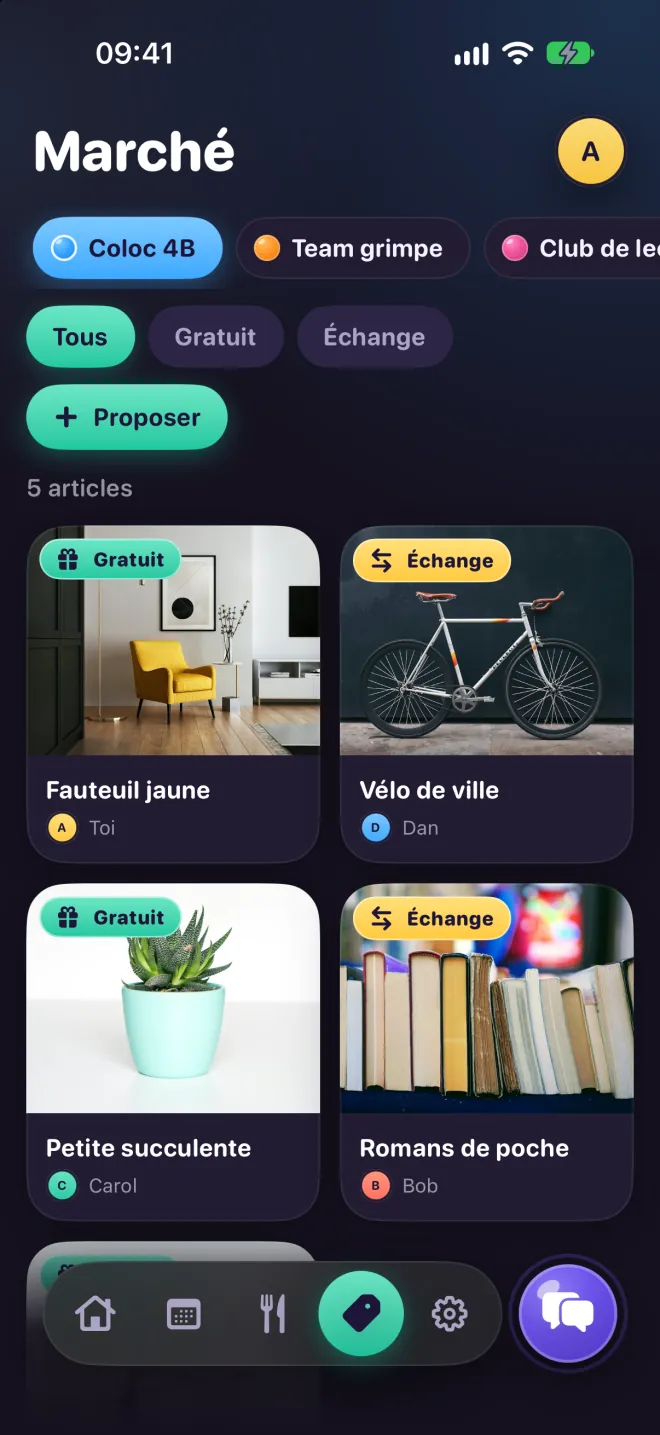 09:41
Marché
A
Coloc 4B
Team grimpe
Club de le
Tous
Gratuit
Échange
+ Proposer
5 articles
Gratuit
Échange
Fauteuil jaune
A Toi
Vélo de ville
D Dan
Gratuit
Échange
Petite succulente
C Carol
Romans de poche
B Bob